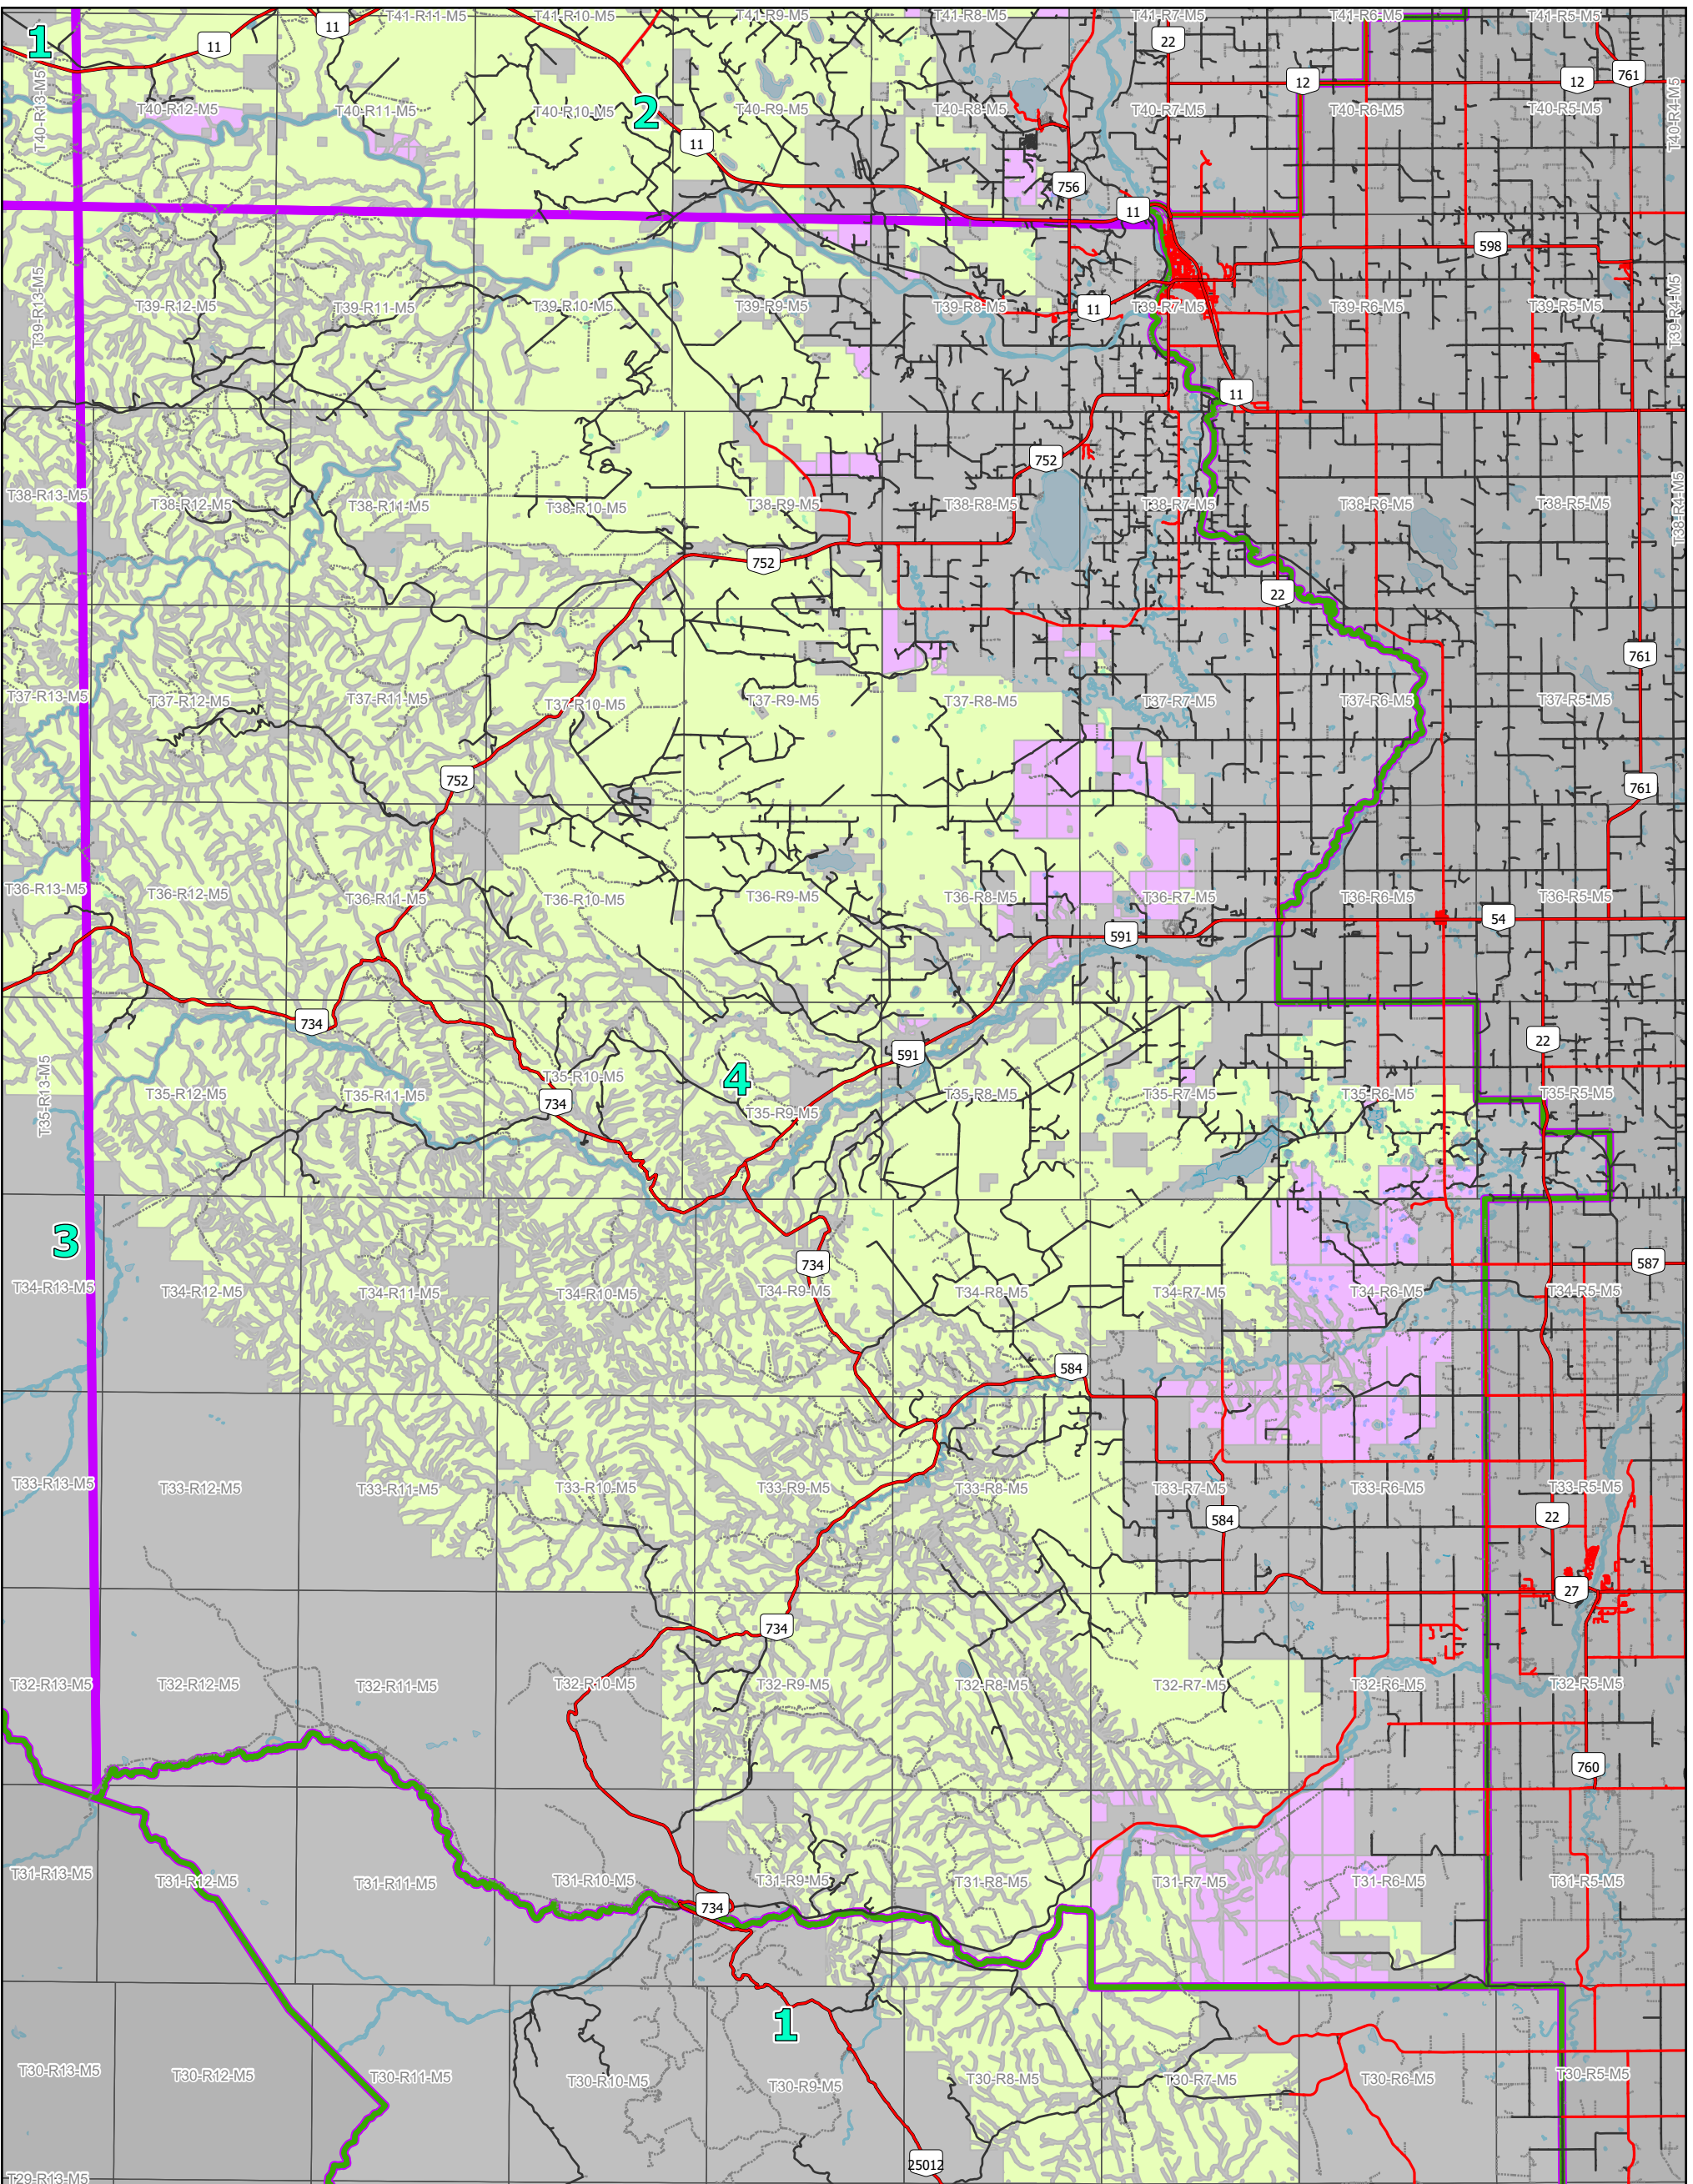 T41-R11-M5 T41-R10-M5 T41-R9-M5 T41-R8-M5 T41-R7-M5 T41-R6-M5 T41-R5-M5
1 11 11 22 12 12 761
T40-R13-M5 T40-R12-M5 T40-R11-M5 T40-R10-M5 2 T40-R9-M5 T40-R8-M5 T40-R7-M5 T40-R6-M5 T40-R5-M5 T40-R4-M5
11 756
11 598
T39-R13-M5 T39-R12-M5 T39-R11-M5 T39-R10-M5 T39-R9-M5 T39-R8-M5 11 T39-R7-M5 T39-R6-M5 T39-R5-M5 T39-R4-M5
11
752
T38-R13-M5 T38-R12-M5 T38-R11-M5 T38-R10-M5 T38-R9-M5 T38-R8-M5 T38-R7-M5 T38-R6-M5 T38-R5-M5 T38-R4-M5
752 22
761
T37-R13-M5 T37-R12-M5 T37-R11-M5 T37-R10-M5 T37-R9-M5 T37-R8-M5 T37-R7-M5 T37-R6-M5 T37-R5-M5
752 761
T36-R13-M5 T36-R12-M5 T36-R11-M5 T36-R10-M5 T36-R9-M5 T36-R8-M5 T36-R7-M5 T36-R6-M5 T36-R5-M5
591 54
734 591 22
T35-R13-M5 T35-R12-M5 T35-R11-M5 T35-R10-M5 4 T35-R9-M5 T35-R8-M5 T35-R7-M5 T35-R6-M5 T35-R5-M5
734
3 734 587
T34-R13-M5 T34-R12-M5 T34-R11-M5 T34-R10-M5 T34-R9-M5 T34-R8-M5 T34-R7-M5 T34-R6-M5 T34-R5-M5
584
T33-R13-M5 T33-R12-M5 T33-R11-M5 T33-R10-M5 T33-R9-M5 T33-R8-M5 T33-R7-M5 T33-R6-M5 T33-R5-M5
584 22
27
734
T32-R13-M5 T32-R12-M5 T32-R11-M5 T32-R10-M5 T32-R9-M5 T32-R8-M5 T32-R7-M5 T32-R6-M5 T32-R5-M5
760
T31-R13-M5 T31-R12-M5 T31-R11-M5 T31-R10-M5 T31-R9-M5 T31-R8-M5 T31-R7-M5 T31-R6-M5 T31-R5-M5
734
1
T30-R13-M5 T30-R12-M5 T30-R11-M5 T30-R10-M5 T30-R9-M5 T30-R8-M5 T30-R7-M5 T30-R6-M5 T30-R5-M5
25012
T29-R13-M5